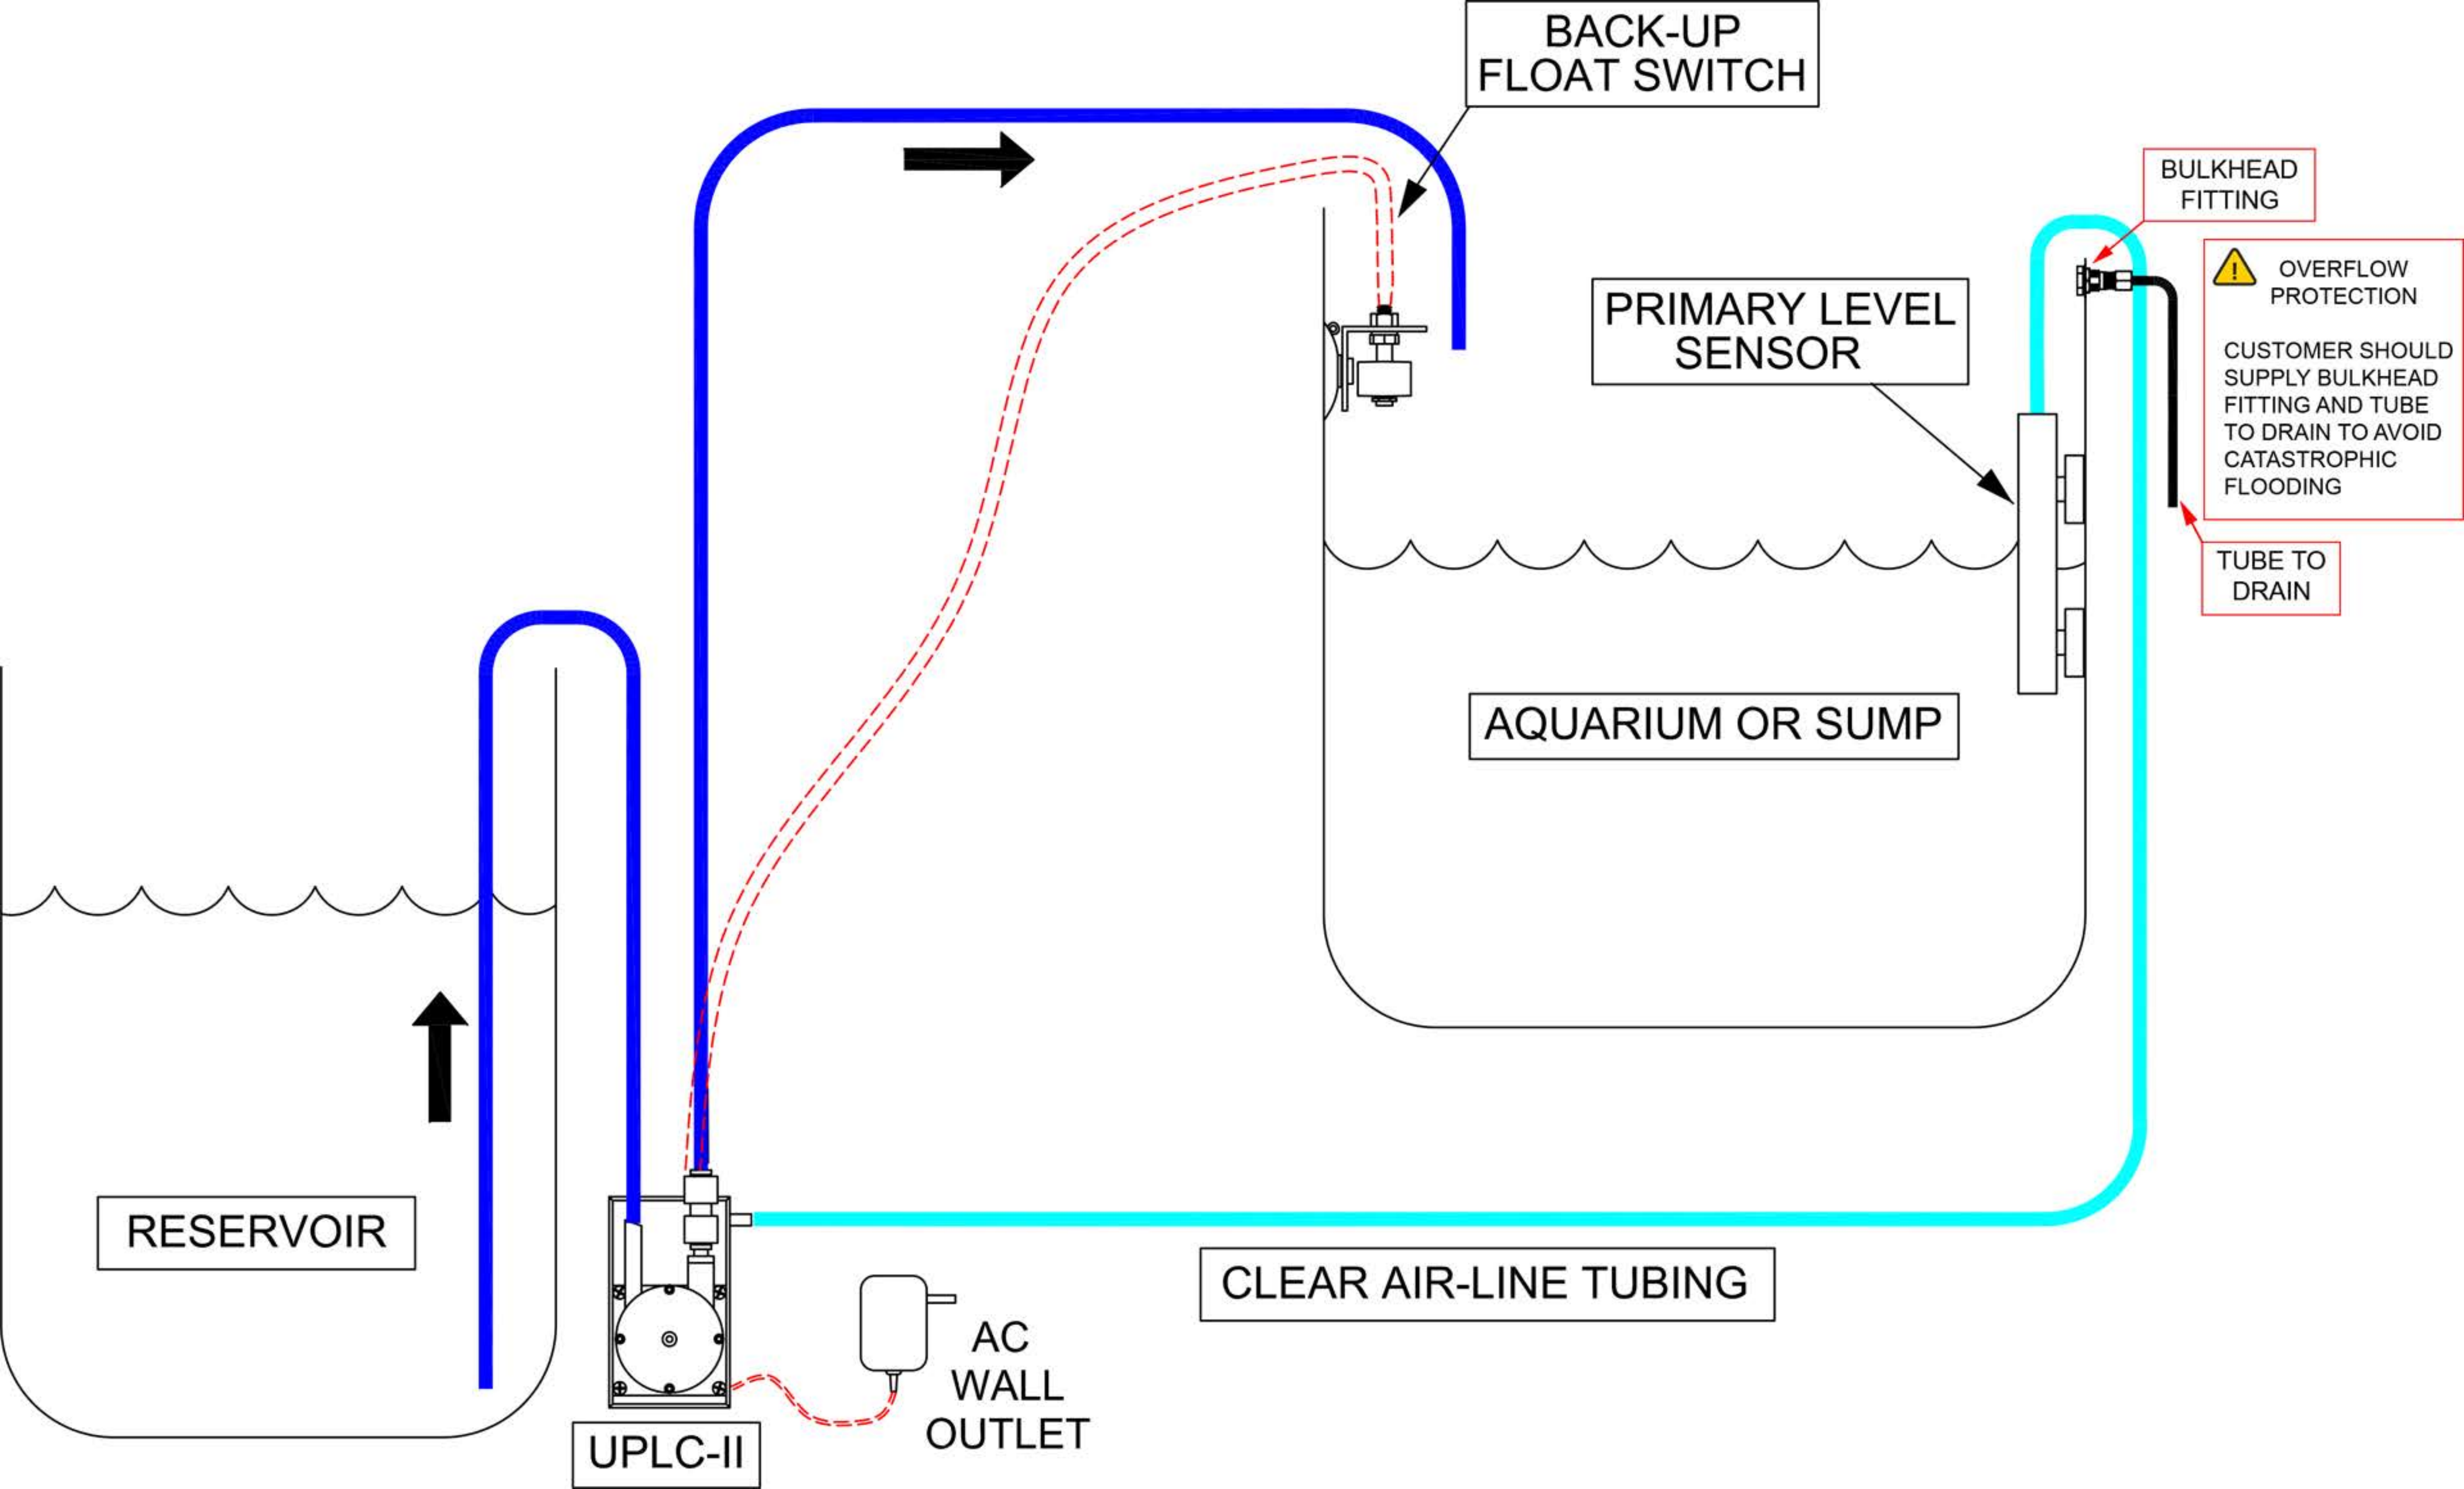 BACK-UP
FLOAT SWITCH
BULKHEAD
FITTING
!
OVERFLOW
PROTECTION
CUSTOMER SHOULD
SUPPLY BULKHEAD
FITTING AND TUBE
TO DRAIN TO AVOID
CATASTROPHIC
FLOODING
PRIMARY LEVEL
SENSOR
TUBE TO
DRAIN
AQUARIUM OR SUMP
RESERVOIR
CLEAR AIR-LINE TUBING
AC
WALL
OUTLET
UPLC-II